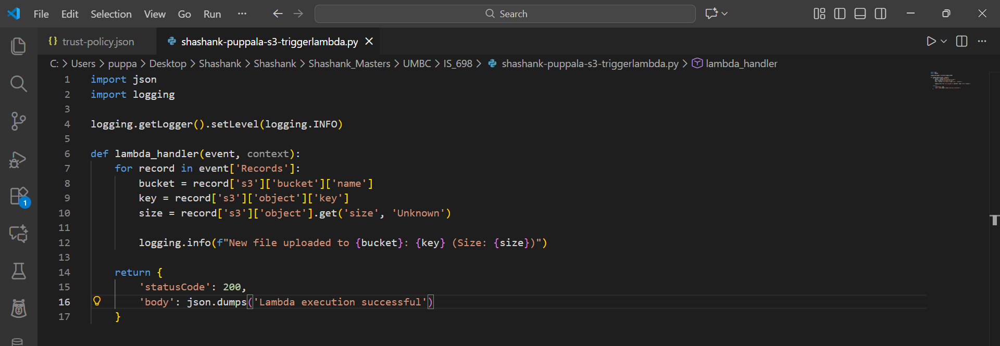 File Edit Selection View Go Run ··· Search
trust-policy.json shashank-puppala-s3-triggerlambda.py
C: > Users > puppa > Desktop > Shashank > Shashank > Shashank_Masters > UMBC > IS_698 > shashank-puppala-s3-triggerlambda.py > lambda_handler
1 import json
2 import logging
3
4 logging.getLogger().setLevel(logging.INFO)
5
6 def lambda_handler(event, context):
7     for record in event['Records']:
8         bucket = record['s3']['bucket']['name']
9         key = record['s3']['object']['key']
10         size = record['s3']['object'].get('size', 'Unknown')
11
12         logging.info(f"New file uploaded to {bucket}: {key} (Size: {size})")
13
14     return {
15         'statusCode': 200,
16         'body': json.dumps('Lambda execution successful')
17     }
1